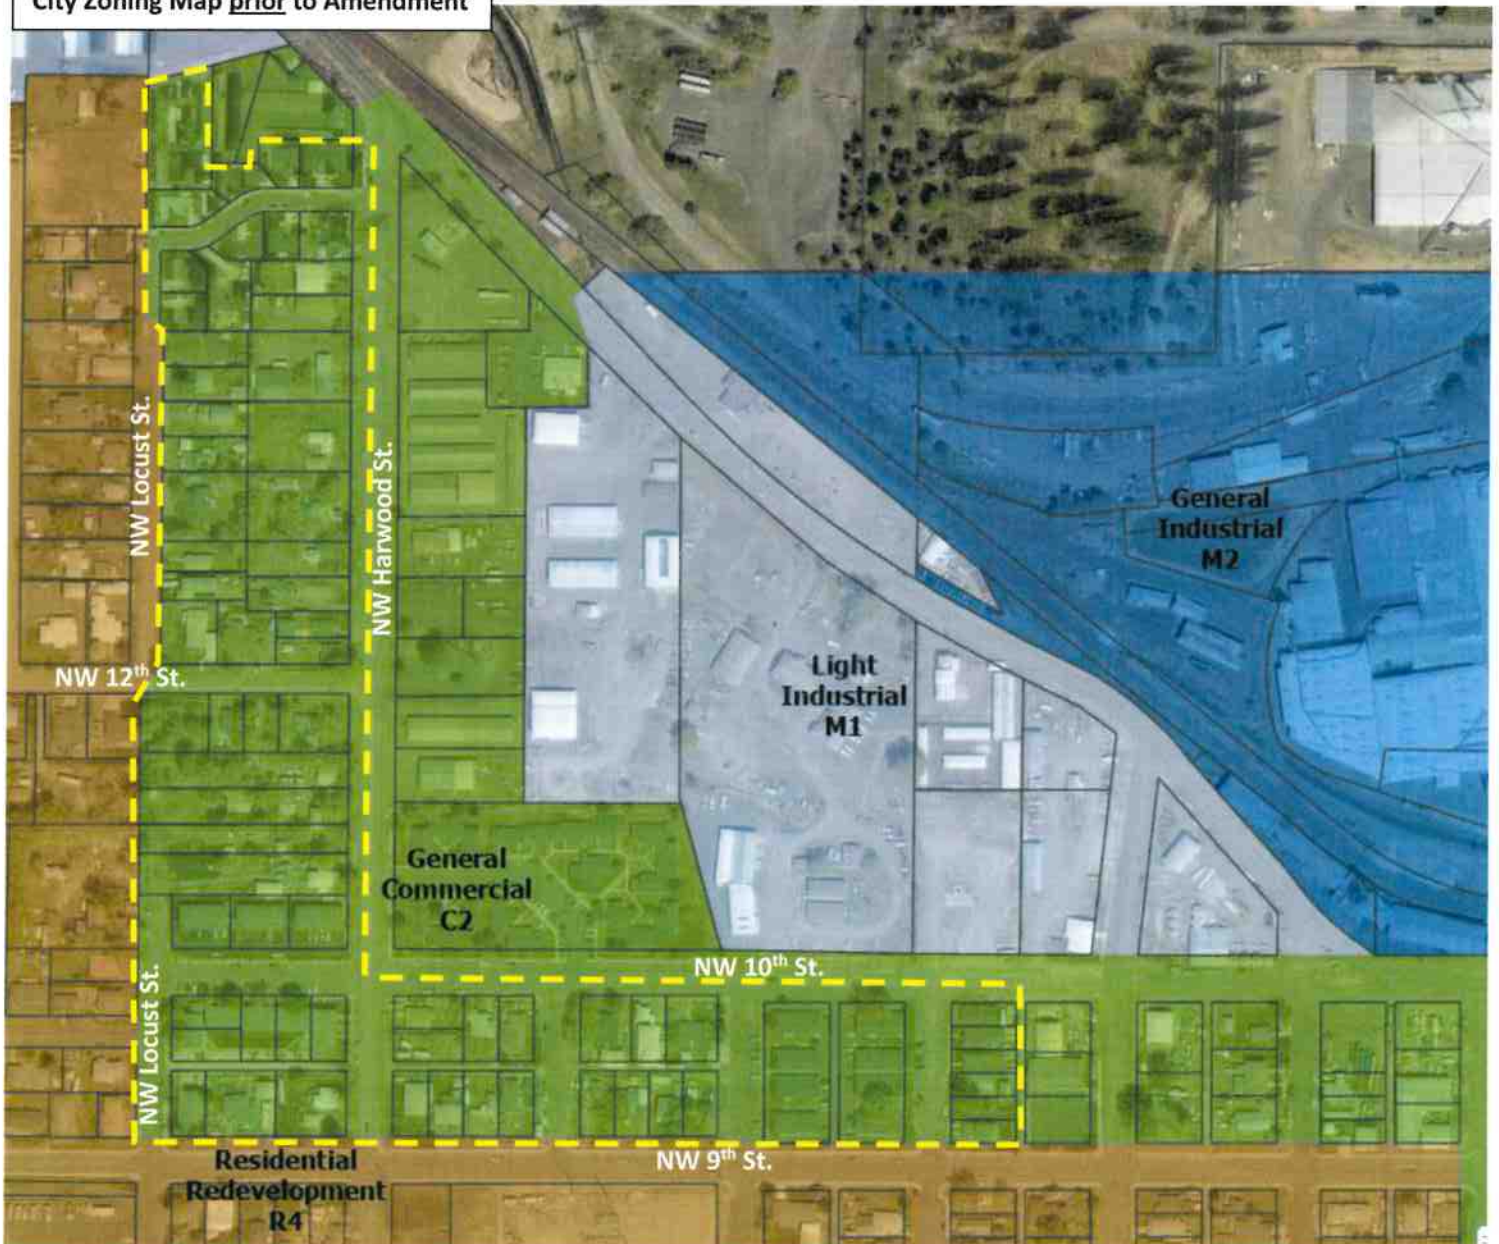 City Zoning Map prior to Amendment
NW Locust St.
NW Harwood St.
General
Industrial
M2
NW 12th St.
Light
Industrial
M1
General
Commercial
C2
NW 10th St.
NW Locust St.
NW 9th St.
Residential
Redevelopment
R4